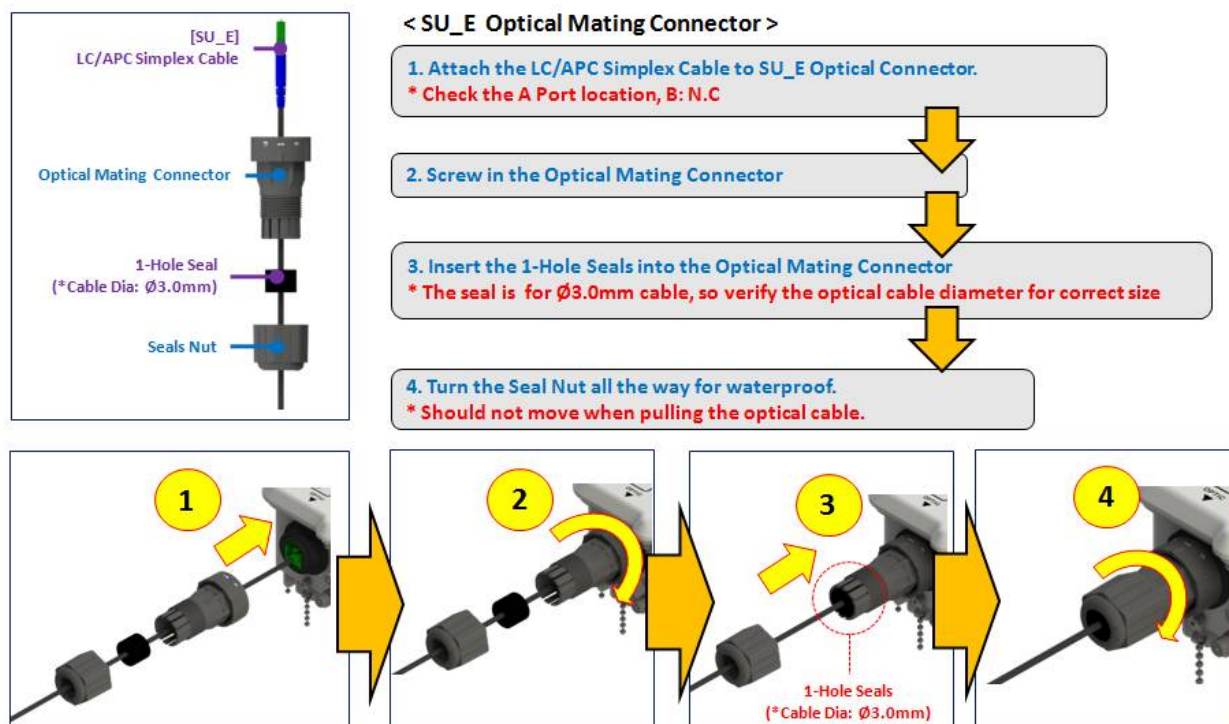 < SU_E Optical Mating Connector >
[SU_E]
LC/APC Simplex Cable
Optical Mating Connector
1-Hole Seal
(*Cable Dia: Ø3.0mm)
Seals Nut
1. Attach the LC/APC Simplex Cable to SU_E Optical Connector.
* Check the A Port location, B: N.C
2. Screw in the Optical Mating Connector
3. Insert the 1-Hole Seals into the Optical Mating Connector
* The seal is for Ø3.0mm cable, so verify the optical cable diameter for correct size
4. Turn the Seal Nut all the way for waterproof.
* Should not move when pulling the optical cable.
1
2
3
1-Hole Seals
(*Cable Dia: Ø3.0mm)
4
OPTIC